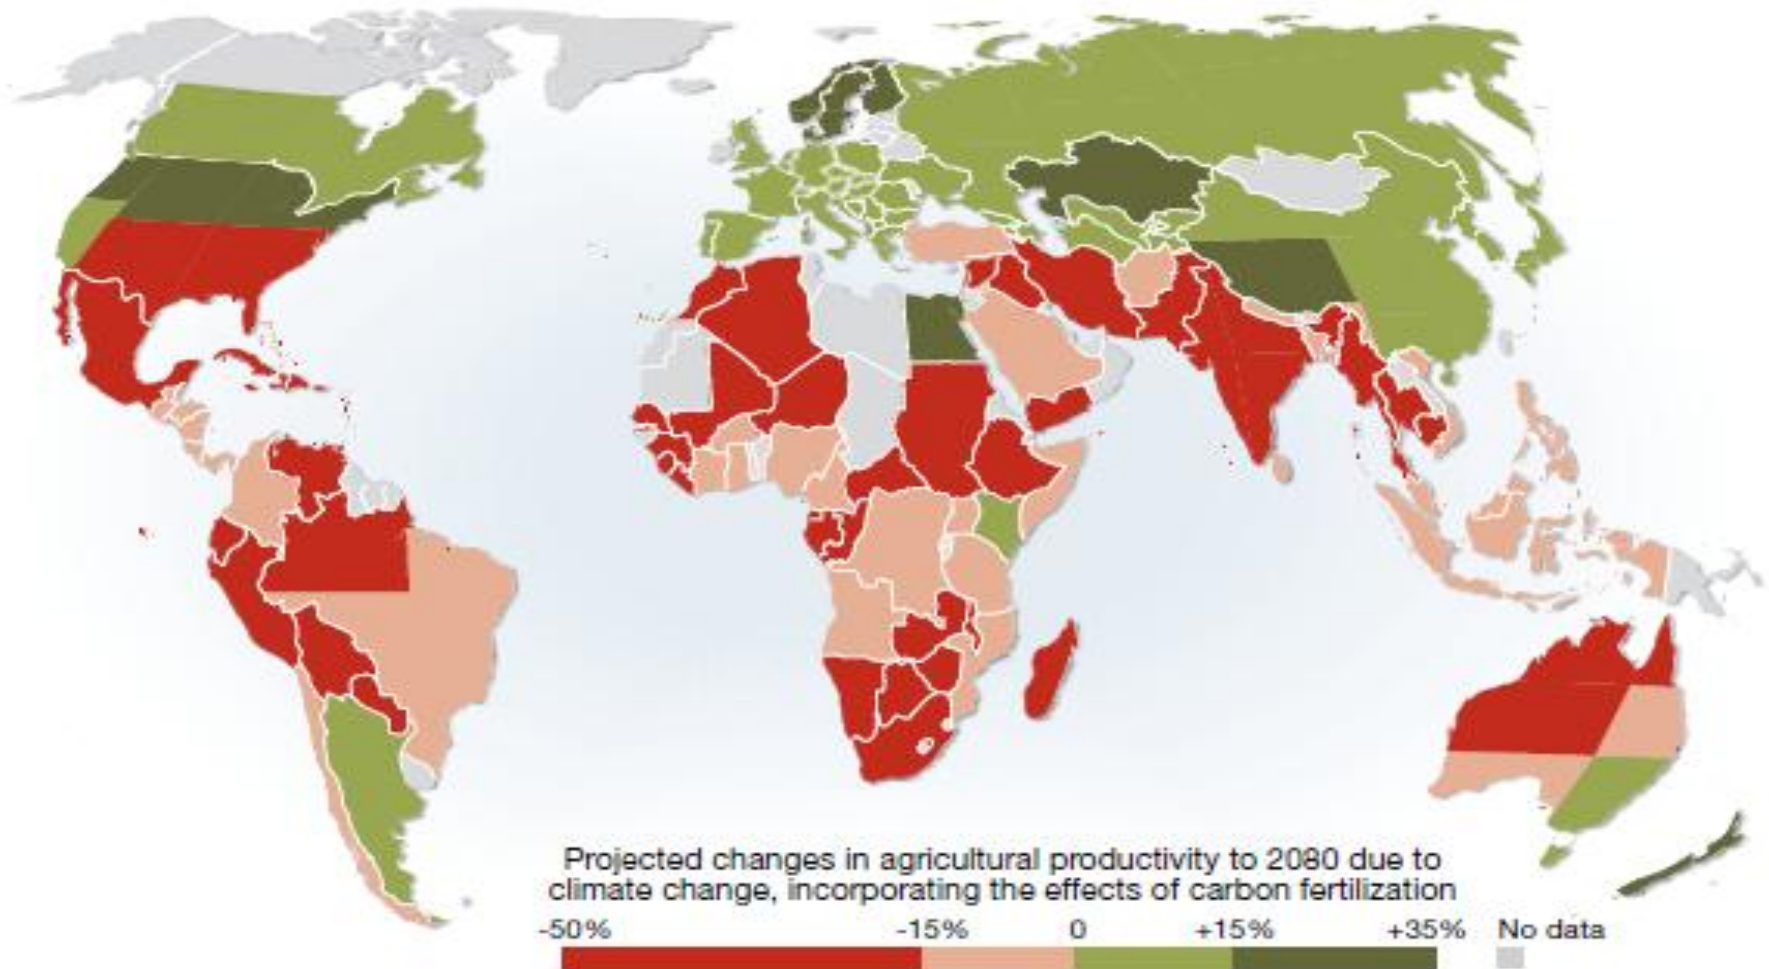 Projected changes in agricultural productivity to 2080 due to
climate change, incorporating the effects of carbon fertilization
-50% -15% 0 +15% +35% No data